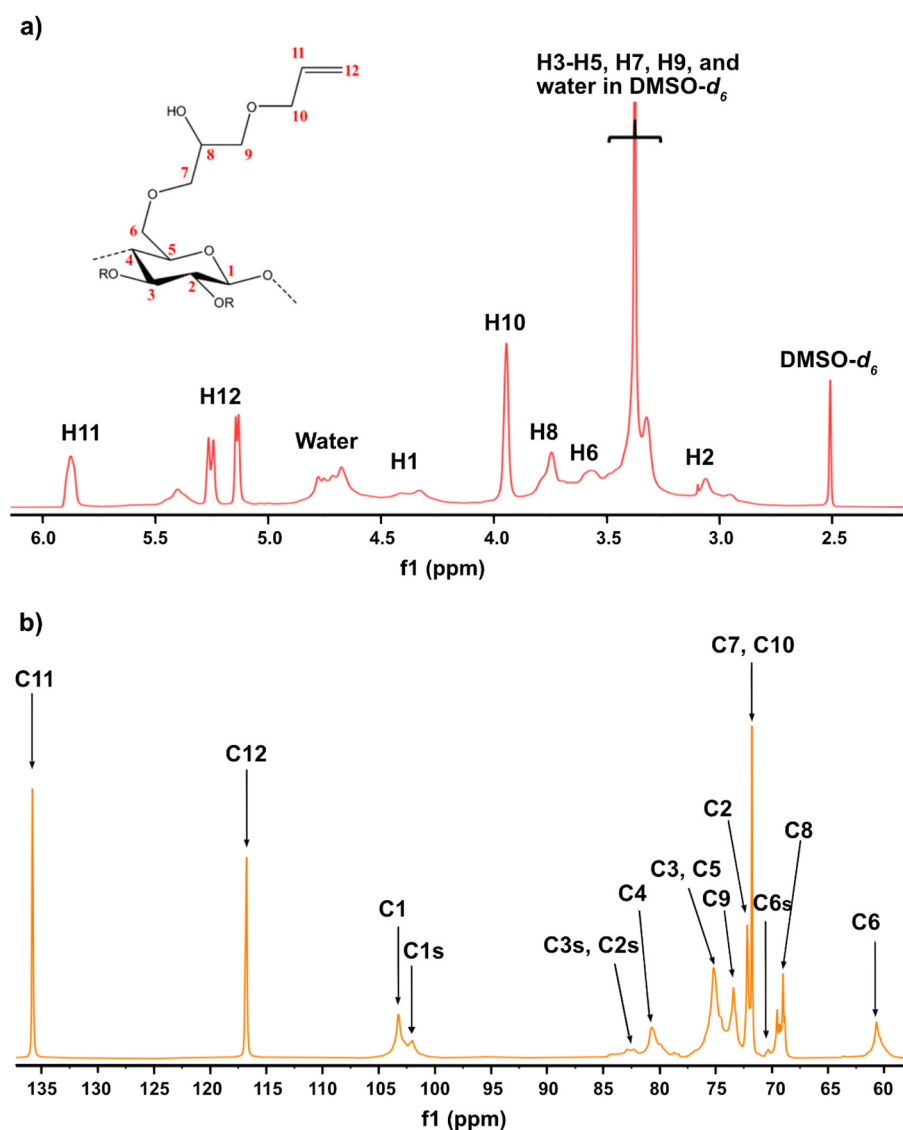 a)
11
12
H3-H5, H7, H9, and
water in DMSO-d6
HO
O
10
8
9
7
O
6
5
O
4
1
O
RO
3
2
OR
H10
DMSO-d6
H12
H11
Water
H8
H6
H1
H2
6.0 5.5 5.0 4.5 4.0 3.5 3.0 2.5
f1 (ppm)
b)
C7, C10
C11
C12
C2
C8
C3, C5
C1
C4
C9
C6s
C6
C1s
C3s, C2s
135 130 125 120 115 110 105 100 95 90 85 80 75 70 65 60
f1 (ppm)